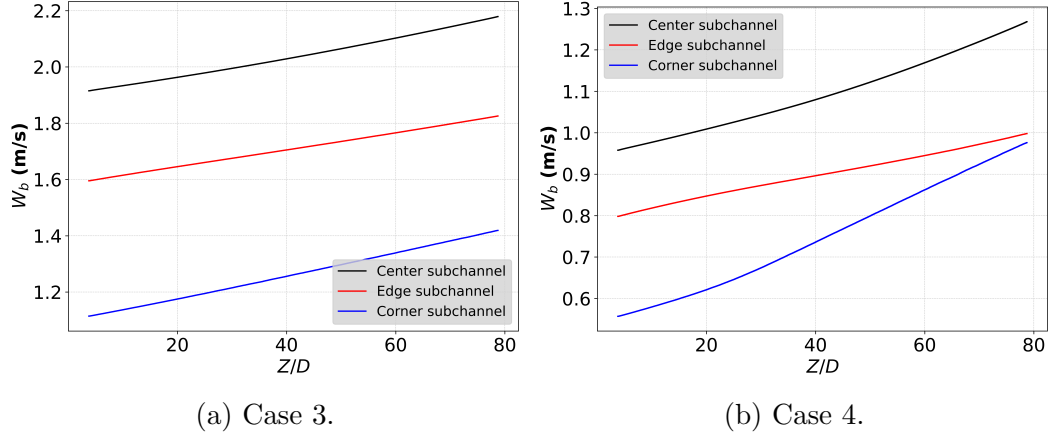 2.2
2.0
1.8
1.6
1.4
1.2
W_b (m/s)
Center subchannel
Edge subchannel
Corner subchannel
20
40
60
80
Z/D
(a) Case 3.
1.3
1.2
1.1
1.0
0.9
0.8
0.7
0.6
W_b (m/s)
Center subchannel
Edge subchannel
Corner subchannel
20
40
60
80
Z/D
(b) Case 4.